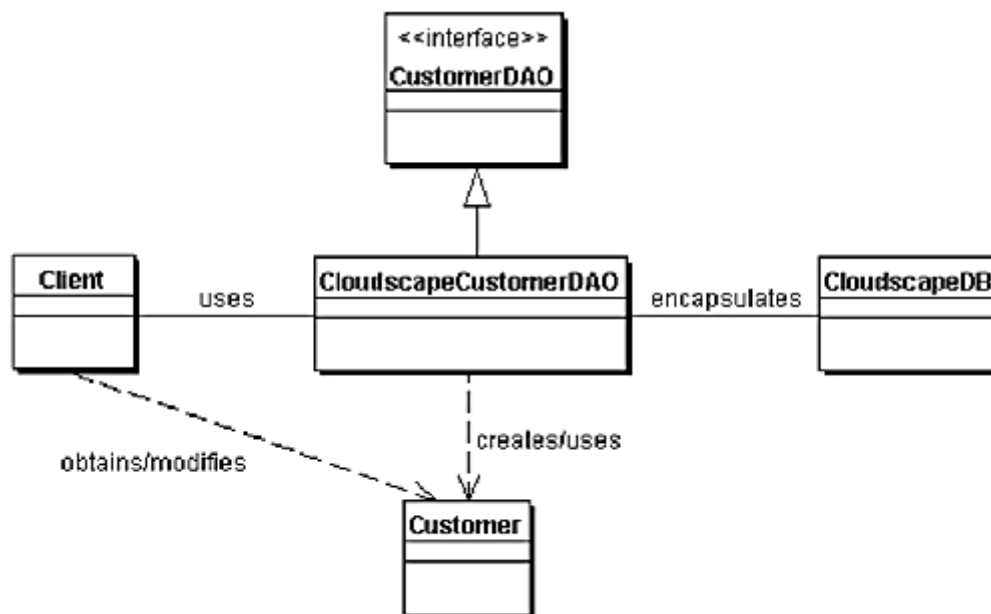 <<interface>>
CustomerDAO
Client
uses
CloudscapeCustomerDAO
encapsulates
CloudscapeDB
obtains/modifies
creales/uses
Customer